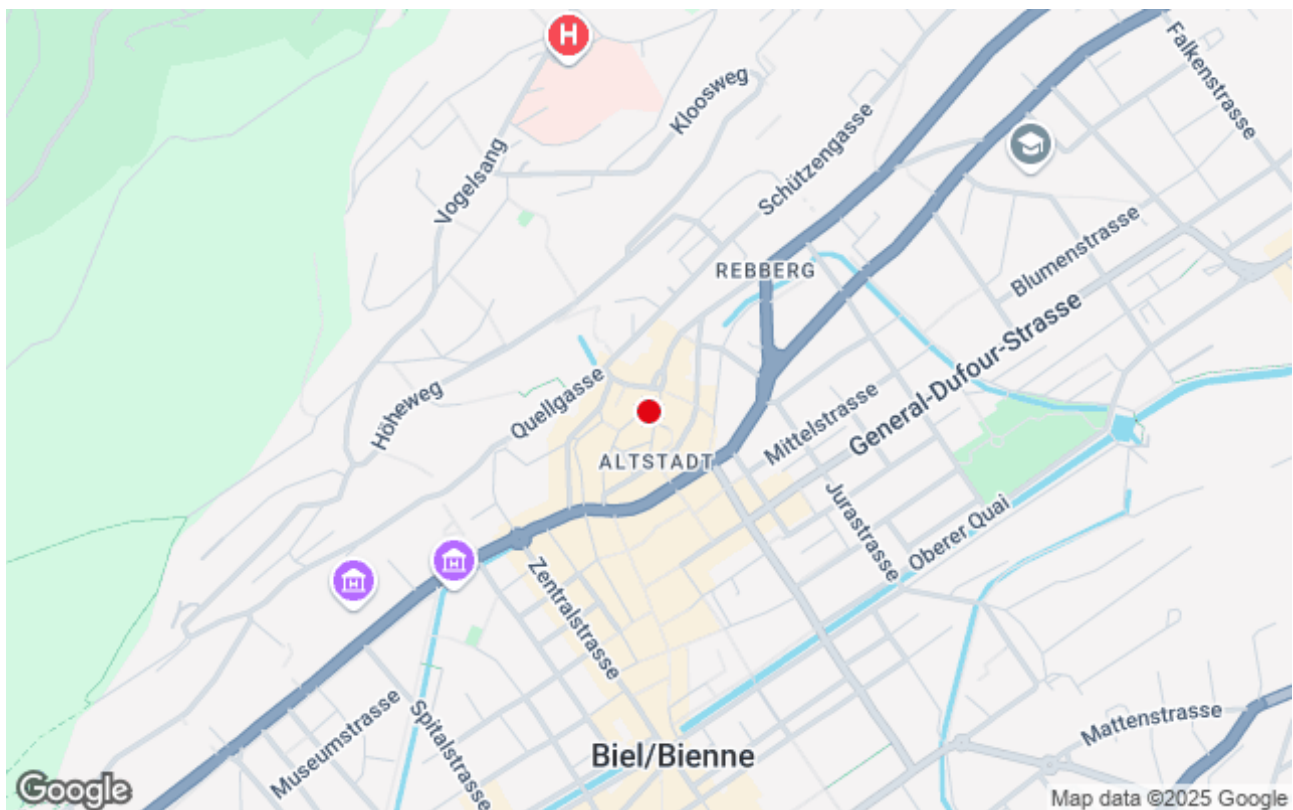 H
Falkenstrasse
Kloosweg
Vogelsang
Schützengasse
REBBERG
Blumenstrasse
General-Dufour-Strasse
Höheweg
Quellgasse
Mittelstrasse
ALTSTADT
Jurastrasse
Oberer Quai
Zentralstrasse
Museumstrasse
Spitalstrasse
Mattenstrasse
Biel/Bienne
Google
Map data ©2025 Google